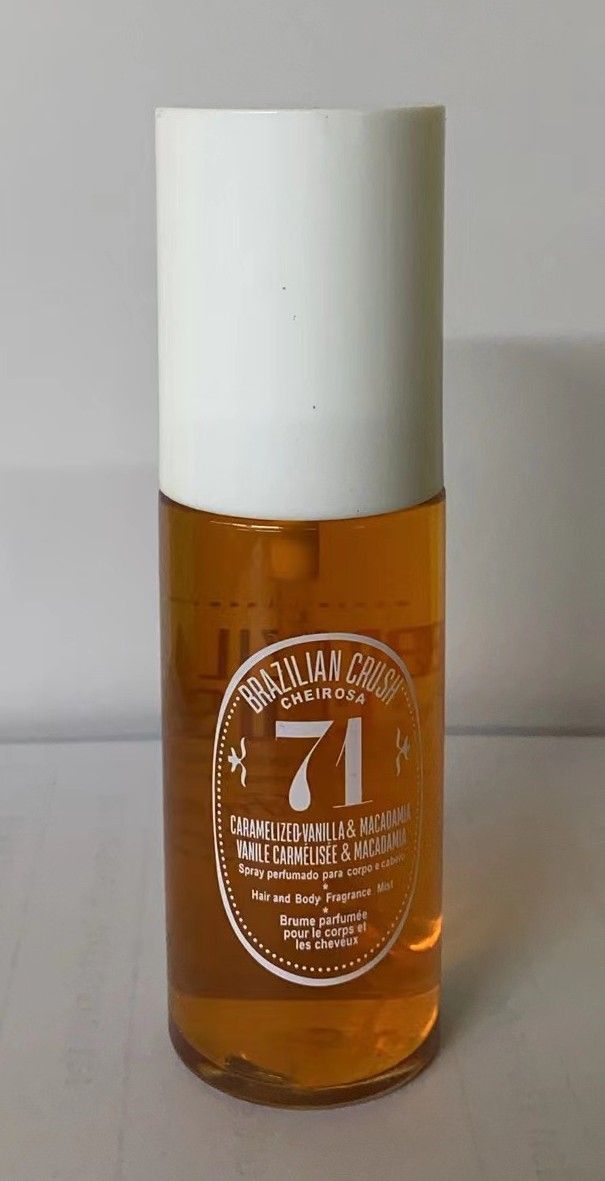 BRAZILIAN CRUSH
CHEIROSA
71
CARAMELIZED VANILLA & MACADAMIA
VANILE CARMÉLISÉE & MACADAMIA
Spray perfumado para corpo e cabelo
Hair and Body Fragrance Mist
Brume parfumée
pour le corps et
les cheveux